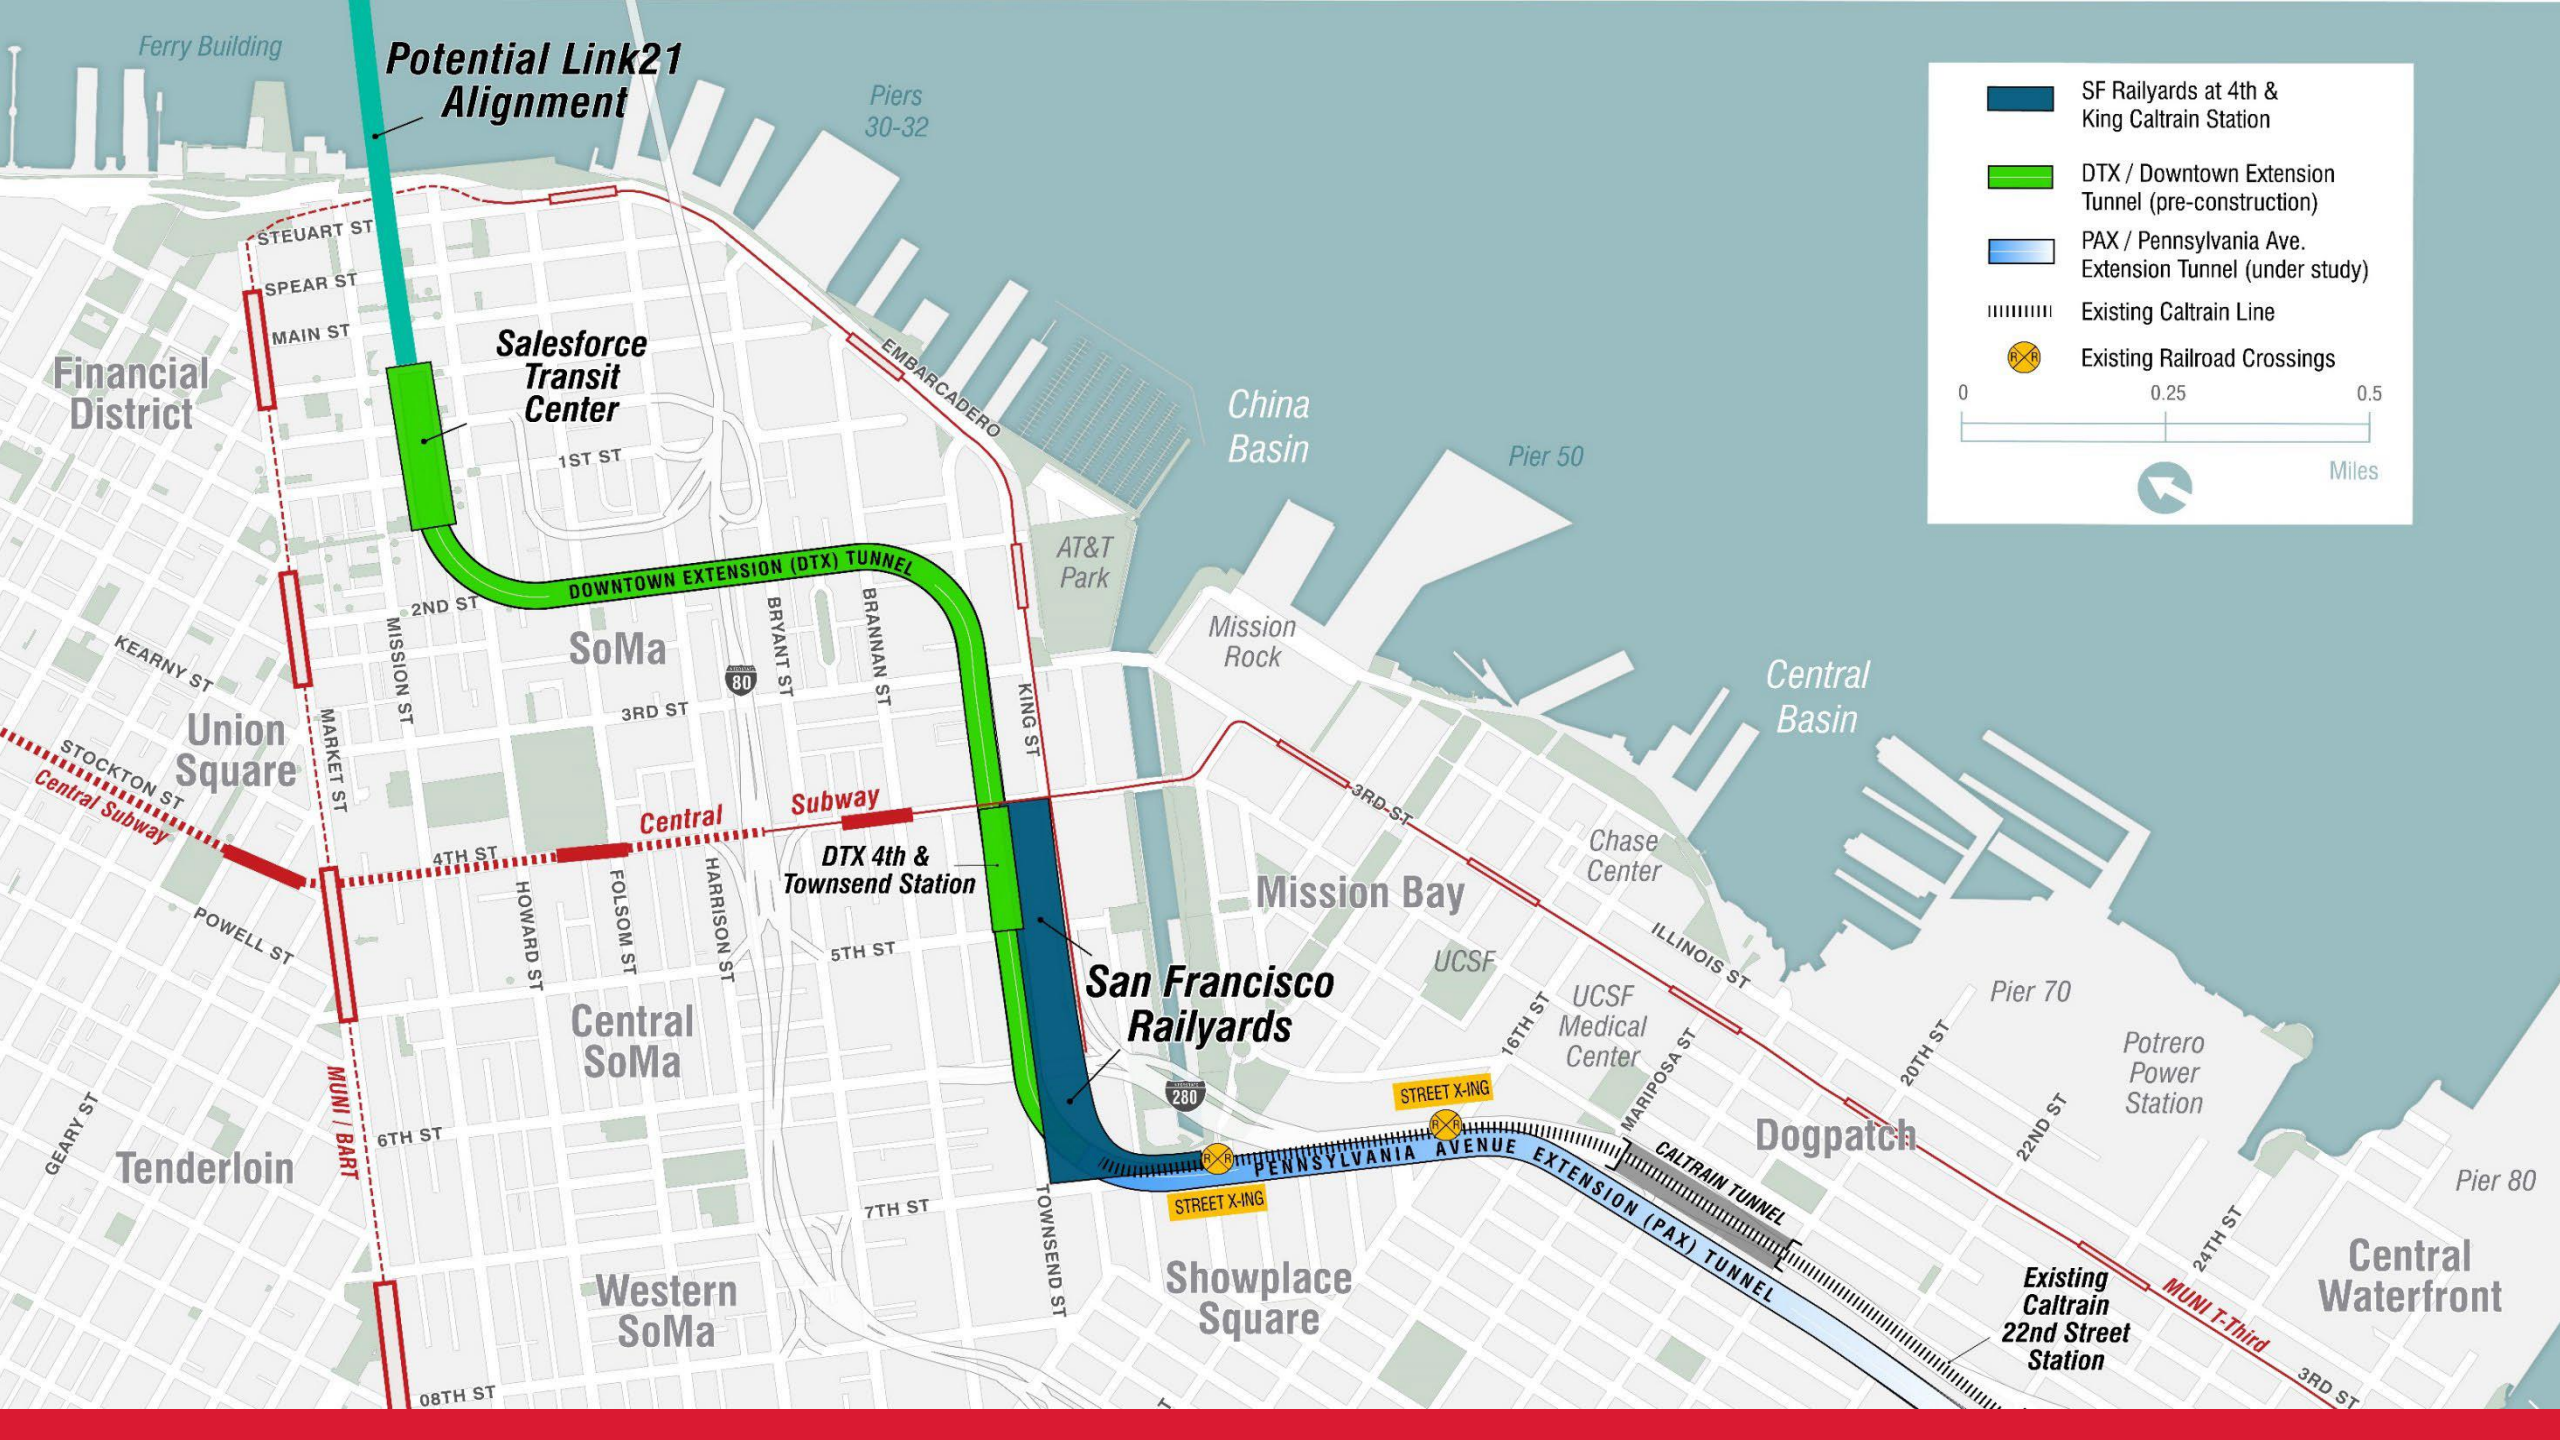 Ferry Building
Potential Link21
Alignment
Piers
30-32
SF Railyards at 4th &
King Caltrain Station
DTX / Downtown Extension
Tunnel (pre-construction)
PAX / Pennsylvania Ave.
Extension Tunnel (under study)
Existing Caltrain Line
R R
Existing Railroad Crossings
0
0.25
0.5
Miles
STEUART ST
SPEAR ST
MAIN ST
Financial
District
Salesforce
Transit
Center
1ST ST
EMBARCADERO
China
Basin
Pier 50
AT&T
Park
DOWNTOWN EXTENSION (DTX) TUNNEL
2ND ST
MISSION ST
KEARNY ST
SoMa
80
BRYANT ST
BRANNAN ST
KING ST
3RD ST
Mission
Rock
Central
Basin
Union
Square
MARKET ST
STOCKTON ST
Central Subway
Central
Subway
4TH ST
DTX 4th &
Townsend Station
3RD ST
Chase
Center
Mission Bay
HOWARD ST
FOLSOM ST
HARRISON ST
5TH ST
POWELL ST
UCSF
ILLINOIS ST
San Francisco
Railyards
16TH ST
UCSF
Medical
Center
MARIPOSA ST
Pier 70
20TH ST
Potrero
Power
Station
Central
SoMa
280
STREET X-ING
R R
MUNI / BART
GEARY ST
6TH ST
Tenderloin
R R
STREET X-ING
PENNSYLVANIA AVENUE EXTENSION (PAX) TUNNEL
CALTRAIN TUNNEL
Dogpatch
22ND ST
Pier 80
7TH ST
TOWNSEND ST
24TH ST
Western
SoMa
Showplace
Square
Existing
Caltrain
22nd Street
Station
MUNI T-Third
Central
Waterfront
3RD ST
08TH ST